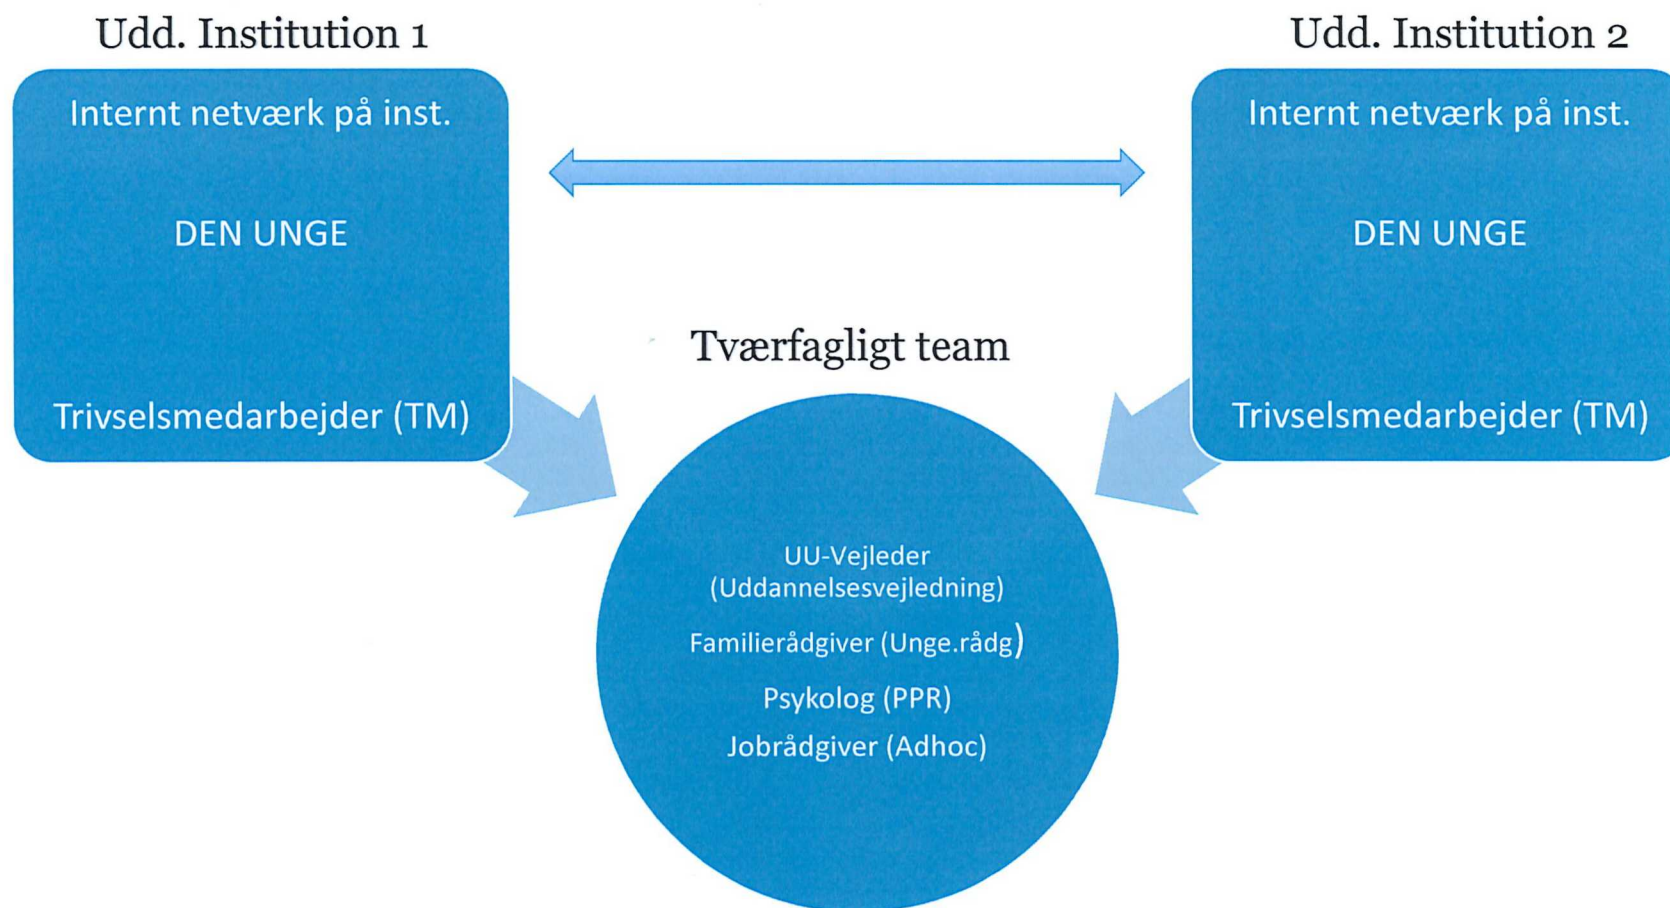 Udd. Institution 1
Internt netværk på inst.
DEN UNGE
Trivselsmedarbejder (TM)
Udd. Institution 2
Internt netværk på inst.
DEN UNGE
Trivselsmedarbejder (TM)
Tværfagligt team
UU-Vejleder
(Uddannelsesvejledning)
Familierådgiver (Unge.rådg)
Psykolog (PPR)
Jobrådgiver (Adhoc)